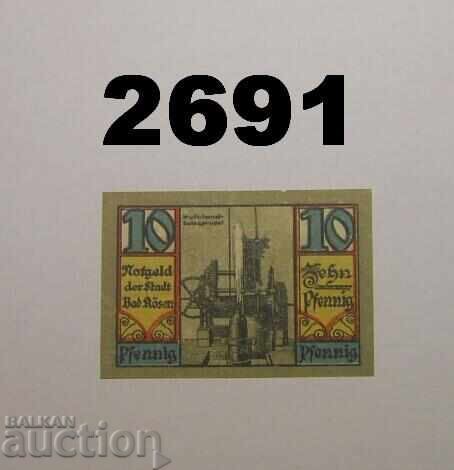 2691
10
10
Notgeld
der Stadt
Bad Kösen
Zehn
Pfennig
Pfennig
Pfennig
BALKAN
auction